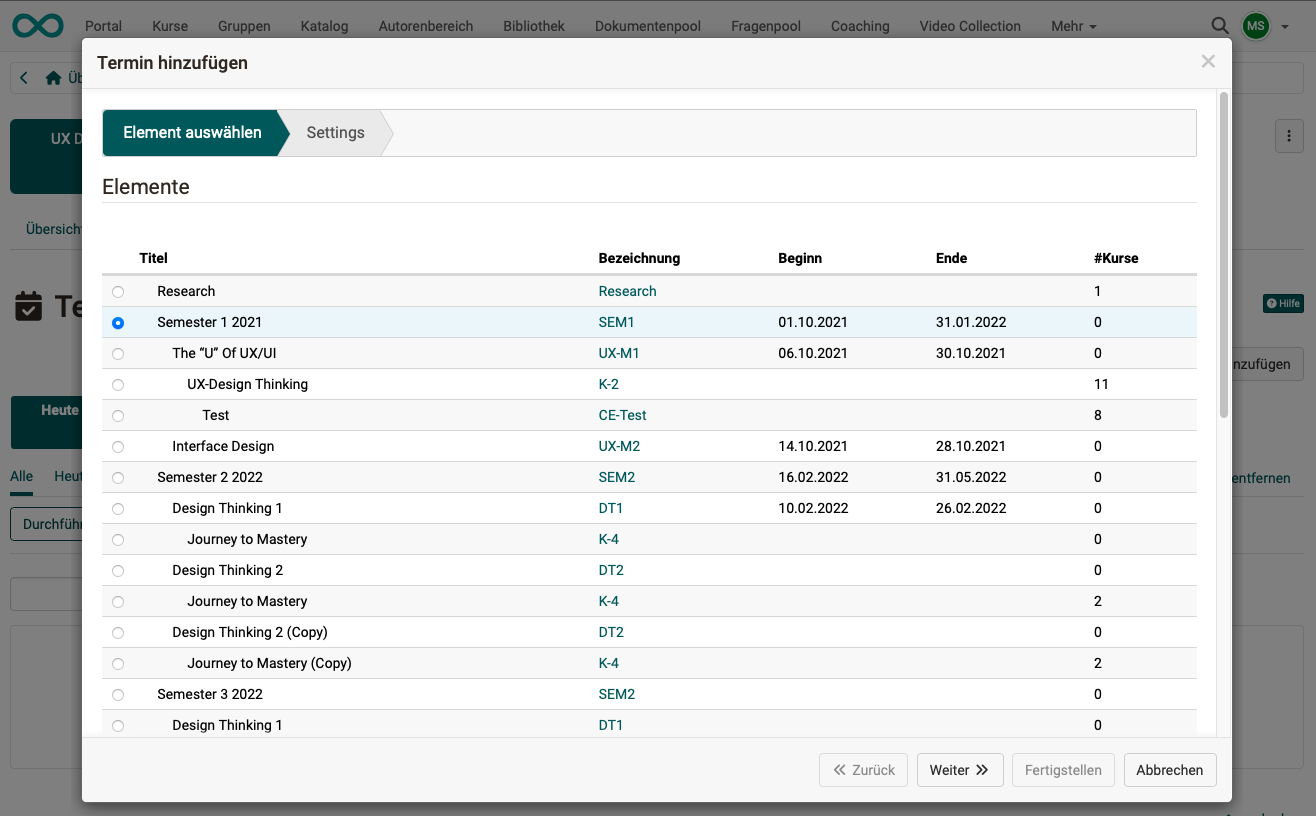 Portal Kurse Gruppen Katalog Autorenbereich Bibliothek Dokumentenpool Fragenpool Coaching Video Collection Mehr MS
Termin hinzufügen
Element auswählen Settings
Elemente
Titel Bezeichnung Beginn Ende #Kurse
Research Research 1
Semester 1 2021 SEM1 01.10.2021 31.01.2022 0
The “U” Of UX/UI UX-M1 06.10.2021 30.10.2021 0
UX-Design Thinking K-2 11
Test CE-Test 8
Interface Design UX-M2 14.10.2021 28.10.2021 0
Semester 2 2022 SEM2 16.02.2022 31.05.2022 0
Design Thinking 1 DT1 10.02.2022 26.02.2022 0
Journey to Mastery K-4 0
Design Thinking 2 DT2 0
Journey to Mastery K-4 2
Design Thinking 2 (Copy) DT2 0
Journey to Mastery (Copy) K-4 2
Semester 3 2022 SEM2 0
Design Thinking 1 DT1 0
Zurück Weiter Fertigstellen Abbrechen
UX D
Übersich
Te
Hilfe
nzufügen
Heute
Alle Heut
entfernen
Durchfüh